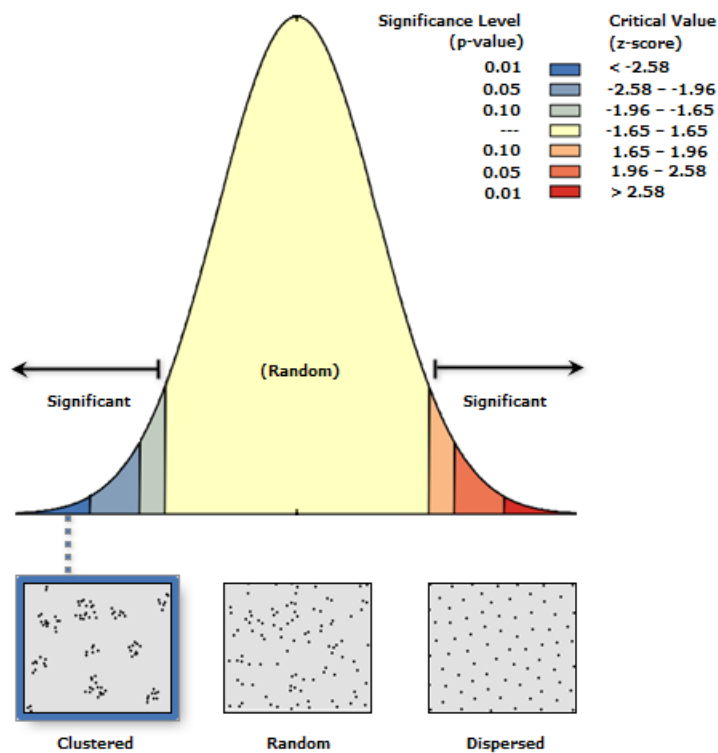 Significance Level Critical Value
(p-value) (z-score)
0.01 < -2.58
0.05 -2.58 – -1.96
0.10 -1.96 – -1.65
--- -1.65 – 1.65
0.10 1.65 – 1.96
0.05 1.96 – 2.58
0.01 > 2.58
(Random)
Significant Significant
Clustered Random Dispersed